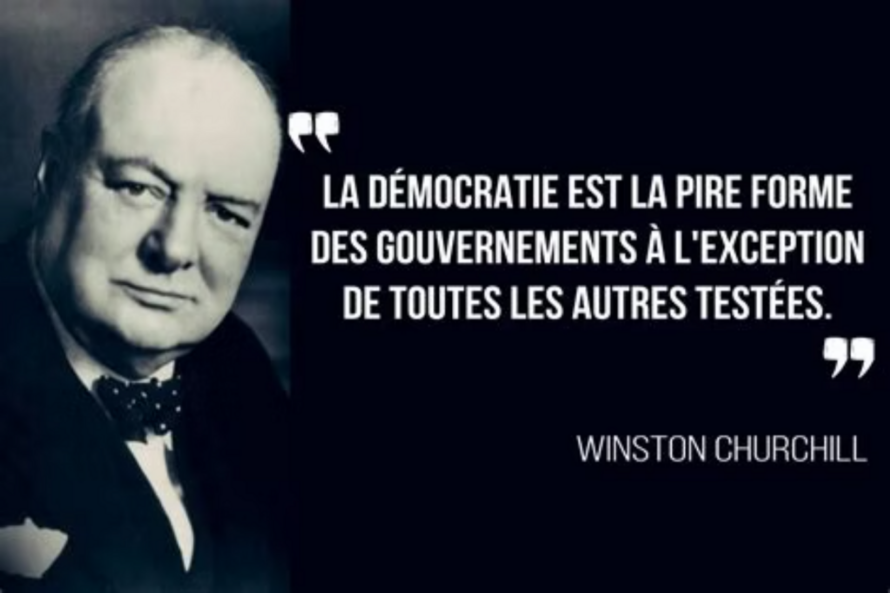 ❞
LA DÉMOCRATIE EST LA PIRE FORME
DES GOUVERNEMENTS À L'EXCEPTION
DE TOUTES LES AUTRES TESTÉES.
❞
WINSTON CHURCHILL